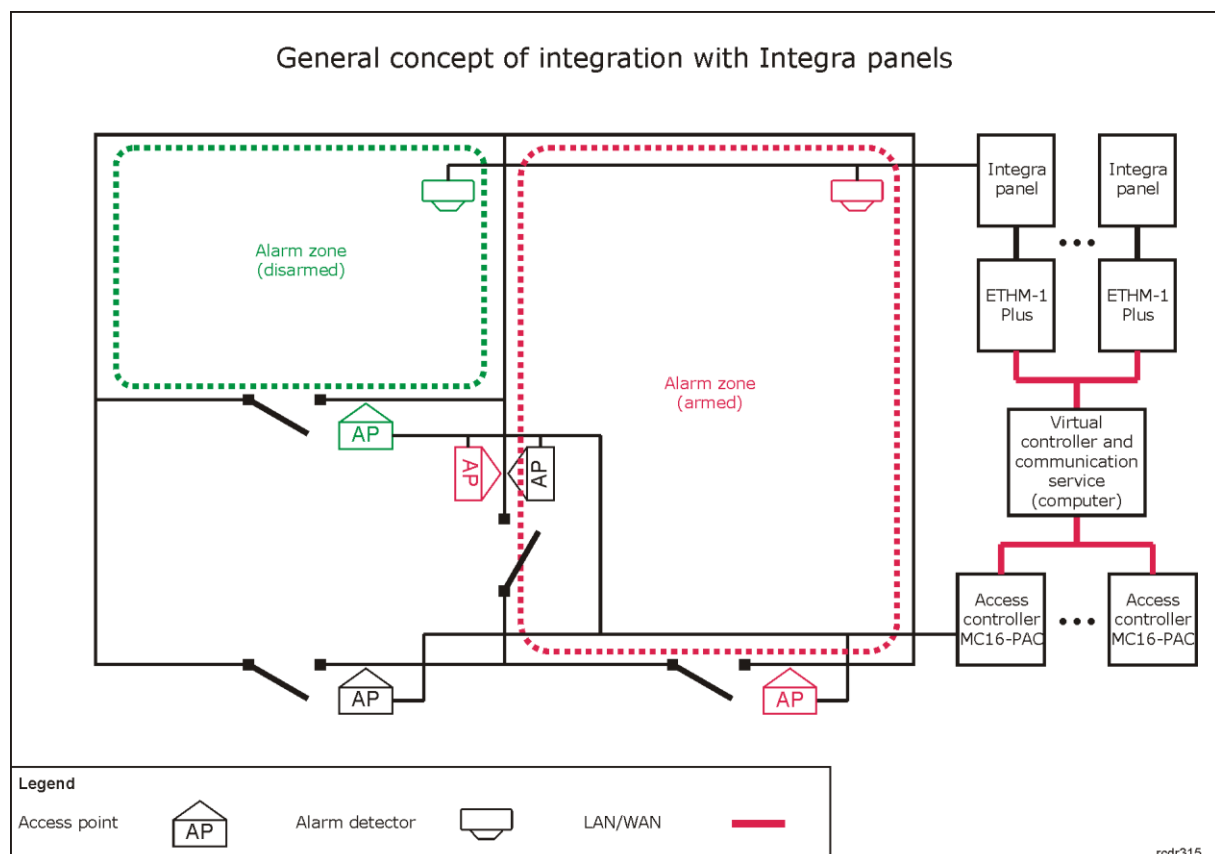 General concept of integration with Integra panels
Integra
panel
Integra
panel
Alarm zone
(disarmed)
ETHM-1
Plus
ETHM-1
Plus
Alarm zone
(armed)
AP
AP
AP
Virtual
controller and
communication
service
(computer)
Access
controller
MC16-PAC
Access
controller
MC16-PAC
AP
AP
Legend
Access point
AP
Alarm detector
LAN/WAN
rcdr315